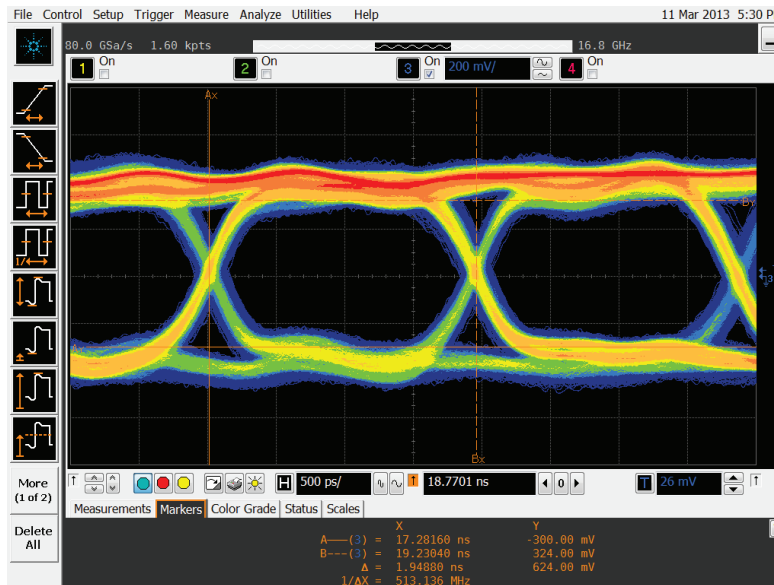 File Control Setup Trigger Measure Analyze Utilities Help 11 Mar 2013 5:30 P
80.0 GSa/s 1.60 kpts 16.8 GHz
1 On 2 On 3 On 200 mV/ 4 On
Ax
By
3
A
Bx
More
(1 of 2)
Delete
All
H 500 ps/ 18.7701 ns 0 T 26 mV
Measurements Markers Color Grade Status Scales
X Y
A——(3) = 17.28160 ns -300.00 mV
B---(3) = 19.23040 ns 324.00 mV
Δ = 1.94880 ns 624.00 mV
1/ΔX = 513.136 MHz